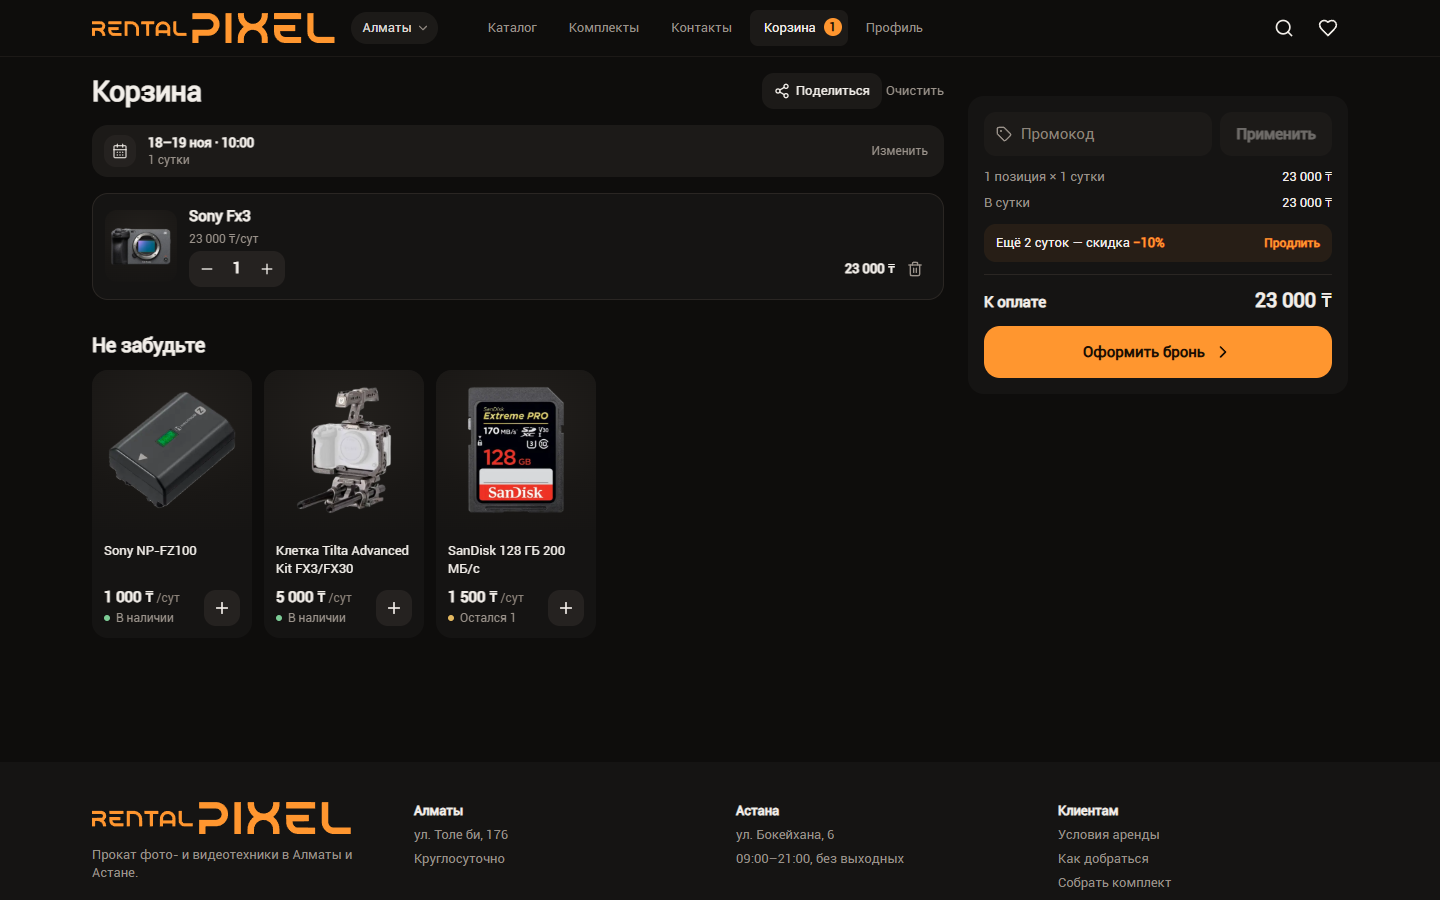 RENTAL PIXEL
Алматы
Каталог
Комплекты
Контакты
Корзина 1
Профиль
Корзина
Поделиться
Очистить
18–19 ноя · 10:00
1 сутки
Изменить
Sony Fx3
23 000 ₸/сут
1
23 000 ₸
Промокод
Применить
1 позиция × 1 сутки
23 000 ₸
В сутки
23 000 ₸
Ещё 2 суток — скидка −10%
Продлить
К оплате
23 000 ₸
Оформить бронь
Не забудьте
Sony NP-FZ100
1 000 ₸ /сут
В наличии
Клетка Tilta Advanced
Kit FX3/FX30
5 000 ₸ /сут
В наличии
SanDisk
Extreme PRO
170 MB/s
128 GB
SanDisk
SanDisk 128 ГБ 200
МБ/с
1 500 ₸ /сут
Остался 1
RENTAL PIXEL
Прокат фото- и видеотехники в Алматы и
Астане.
Алматы
ул. Толе би, 176
Круглосуточно
Астана
ул. Бокейхана, 6
09:00–21:00, без выходных
Клиентам
Условия аренды
Как добраться
Собрать комплект